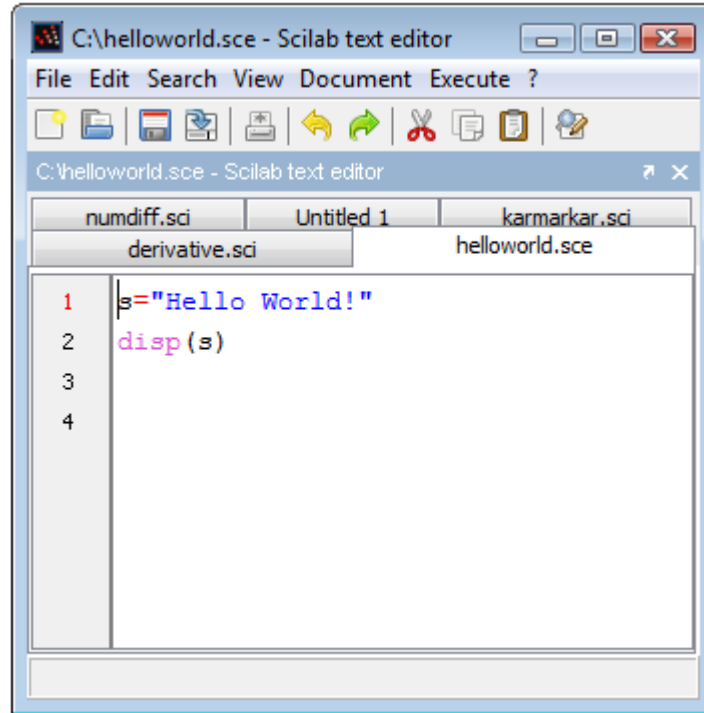 C:\helloworld.sce - Scilab text editor
File Edit Search View Document Execute ?
C:\helloworld.sce - Scilab text editor
numdiff.sci Untitled 1 karmarkar.sci
derivative.sci helloworld.sce
1 s="Hello World!"
2 disp(s)
3
4